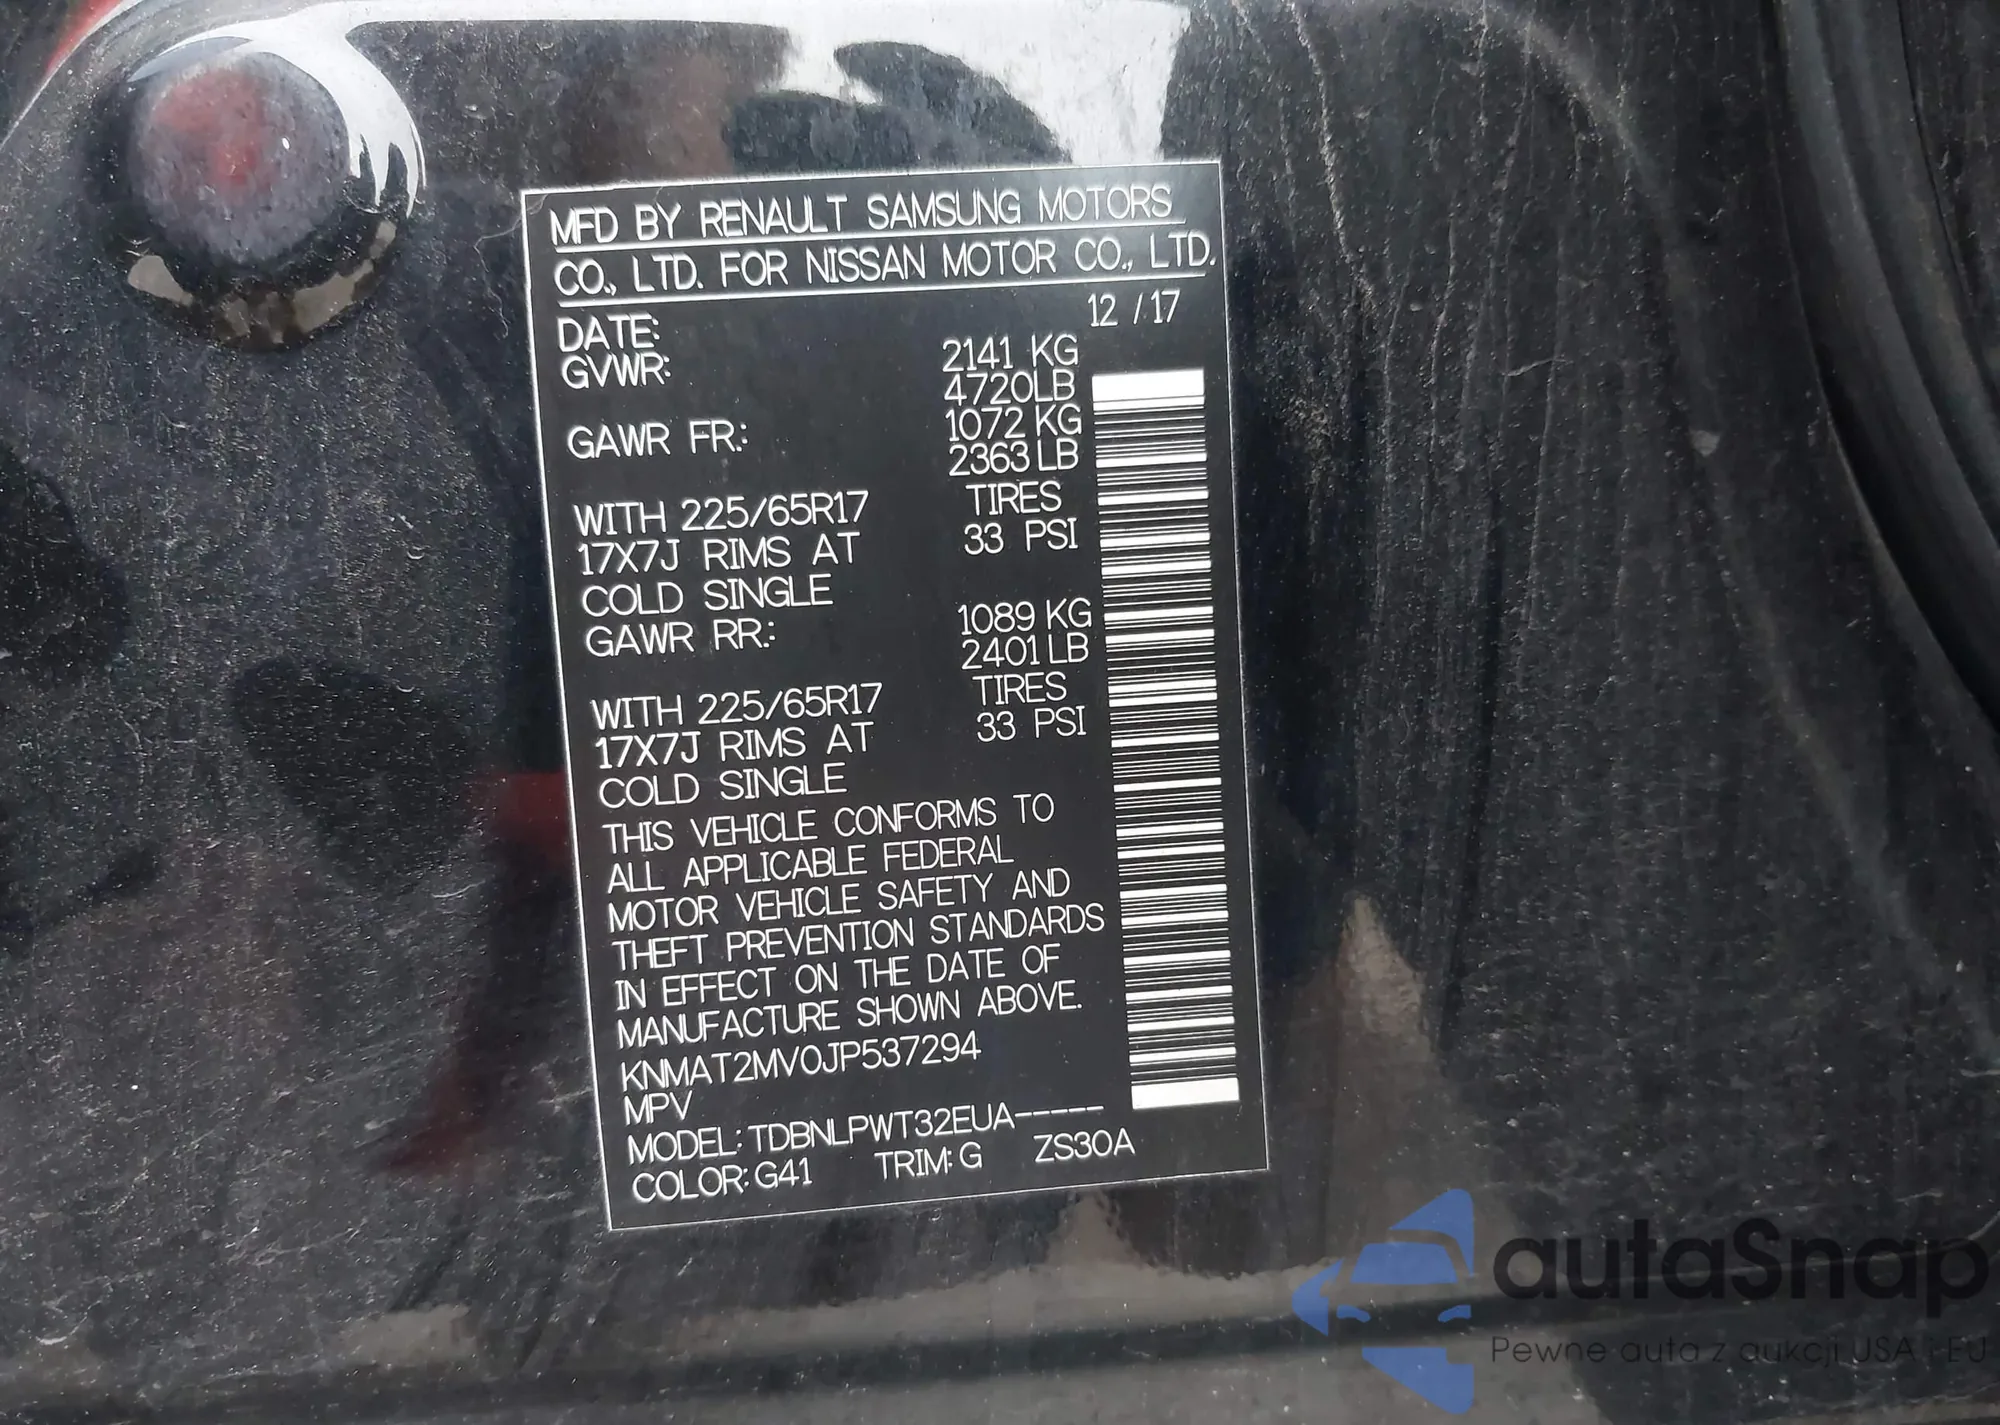 MFD BY RENAULT SAMSUNG MOTORS
CO., LTD. FOR NISSAN MOTOR CO., LTD.
DATE: 12 / 17
GVWR: 2141 KG
4720LB
GAWR FR.: 1072 KG
2363 LB
WITH 225/65R17 TIRES
17X7J RIMS AT 33 PSI
COLD SINGLE
GAWR RR.: 1089 KG
2401 LB
WITH 225/65R17 TIRES
17X7J RIMS AT 33 PSI
COLD SINGLE
THIS VEHICLE CONFORMS TO
ALL APPLICABLE FEDERAL
MOTOR VEHICLE SAFETY AND
THEFT PREVENTION STANDARDS
IN EFFECT ON THE DATE OF
MANUFACTURE SHOWN ABOVE.
KNMAT2MV0JP537294
MPV
MODEL: TDBNLPWT32EUA-----
COLOR: G41 TRIM: G ZS30A
autaSnap
Pewne auta z aukcji USA i EU